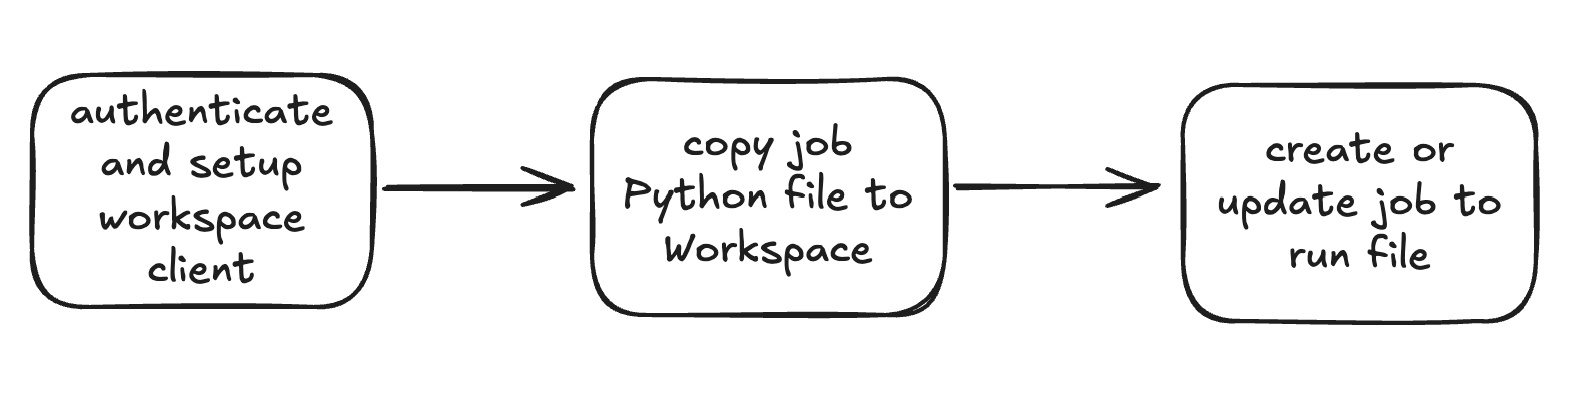 authenticate
and setup
workspace
client
copy job
Python file to
Workspace
create or
update job to
run file